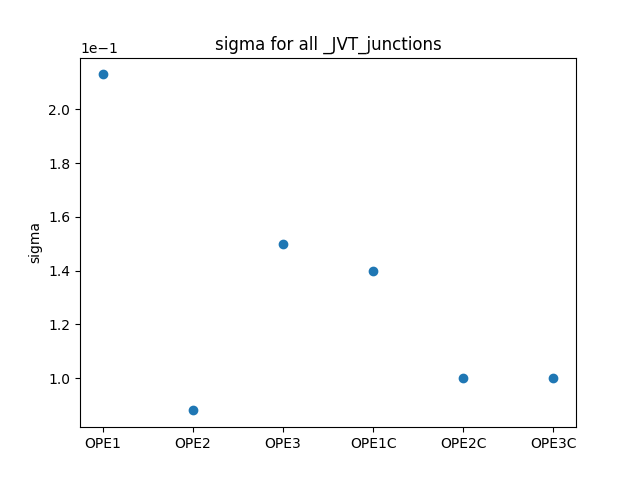 sigma for all _JVT_junctions
1e−1
2.0
1.8
1.6
1.4
1.2
1.0
sigma
OPE1 OPE2 OPE3 OPE1C OPE2C OPE3C